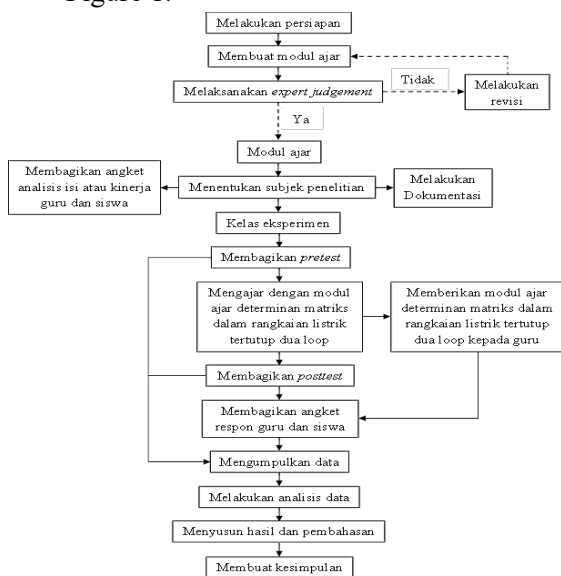 Figure 1.
Melakukan persiapan
Membuat modul ajar
Melaksanakan expert judgement
Tidak
Melakukan
revisi
Ya
Modul ajar
Membagikan angket
analisis isi atau kinerja
guru dan siswa
Menentukan subjek penelitian
Melakukan
Dokumentasi
Kelas eksperimen
Membagikan pretest
Mengajar dengan modul
ajar determinan matriks
dalam rangkaian listrik
tertutup dua loop
Memberikan modul ajar
determinan matriks dalam
rangkaian listrik tertutup
dua loop kepada guru
Membagikan posttest
Membagikan angket
respon guru dan siswa
Mengumpulkan data
Melakukan analisis data
Menyusun hasil dan pembahasan
Membuat kesimpulan